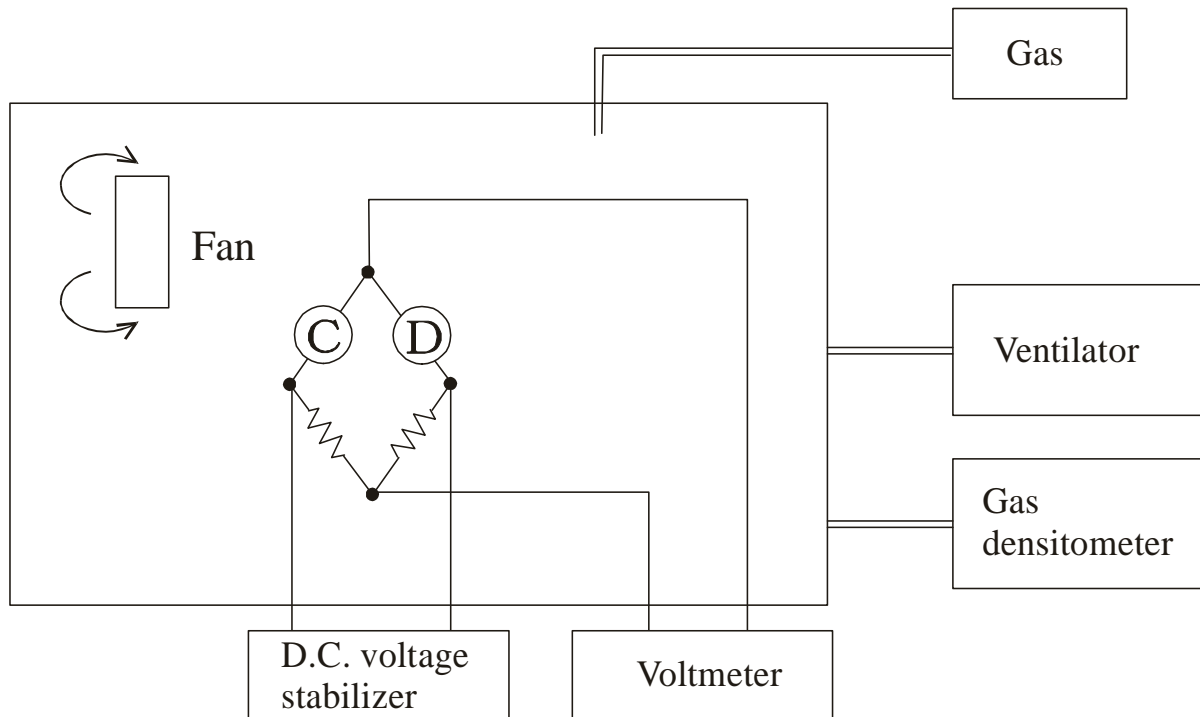 Gas
Fan
C
D
Ventilator
Gas
densitometer
D.C. voltage
stabilizer
Voltmeter